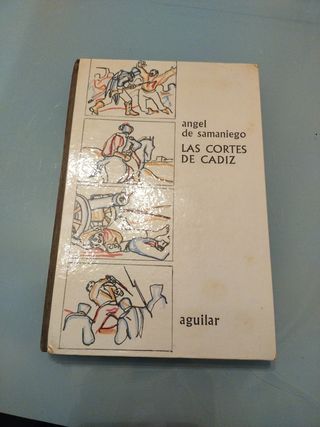 angel
de samaniego
LAS CORTES
DE CADIZ
aguilar